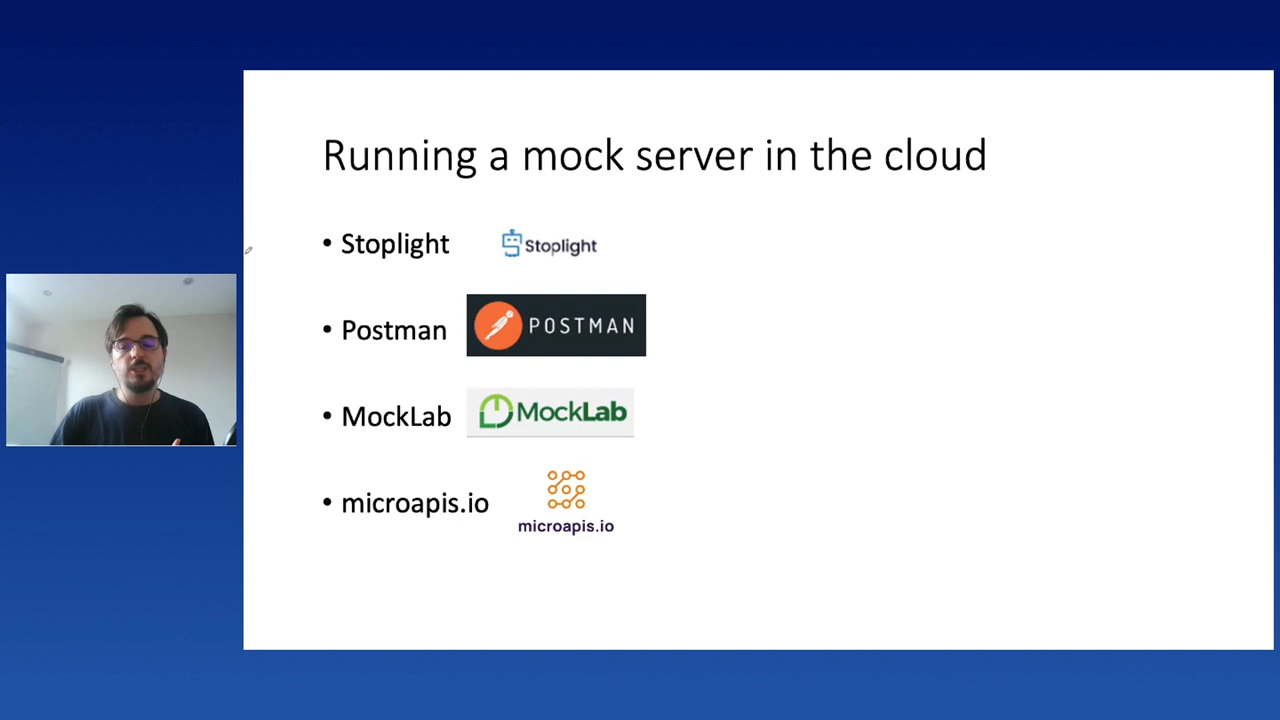 Running a mock server in the cloud
• Stoplight
Stoplight
• Postman
POSTMAN
• MockLab
MockLab
• microapis.io
microapis.io